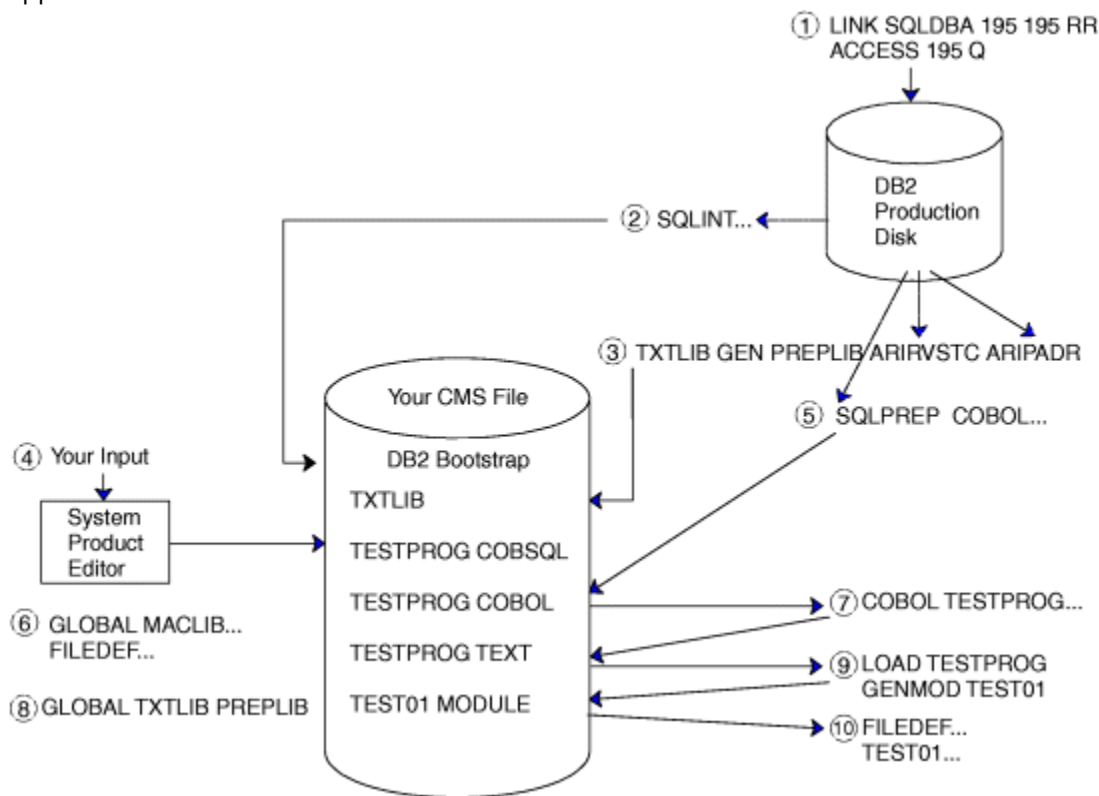 ① LINK SQLDBA 195 195 RR
ACCESS 195 Q
DB2
Production
Disk
② SQLINT...
③ TXTLIB GEN PREPLIB ARIRVSTC ARIPADR
⑤ SQLPREP COBOL...
Your CMS File
DB2 Bootstrap
TXTLIB
TESTPROG COBSQL
TESTPROG COBOL
TESTPROG TEXT
TEST01 MODULE
④ Your Input
System
Product
Editor
⑥ GLOBAL MACLIB...
FILEDEF...
⑦ COBOL TESTPROG...
⑧ GLOBAL TXTLIB PREPLIB
⑨ LOAD TESTPROG
GENMOD TEST01
⑩ FILEDEF...
TEST01...